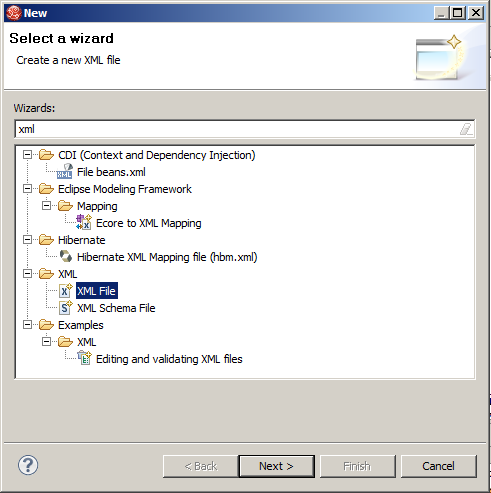 New
Select a wizard
Create a new XML file
Wizards:
xml
CDI (Context and Dependency Injection)
XML File beans.xml
Eclipse Modeling Framework
Mapping
X Ecore to XML Mapping
Hibernate
Hibernate XML Mapping file (hbm.xml)
XML
X XML File
S XML Schema File
Examples
XML
Editing and validating XML files
? < Back Next > Finish Cancel